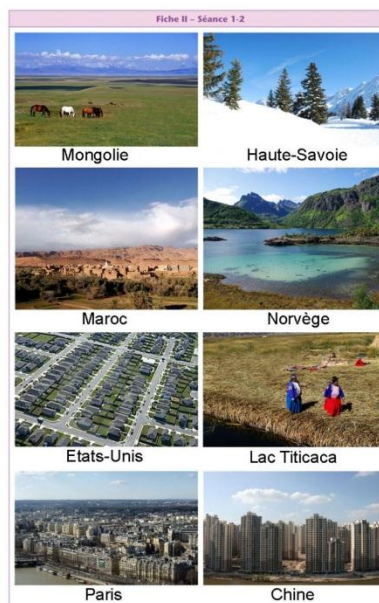 Fiche II – Séance 1-2
Mongolie
Haute-Savoie
Maroc
Norvège
Etats-Unis
Lac Titicaca
Paris
Chine